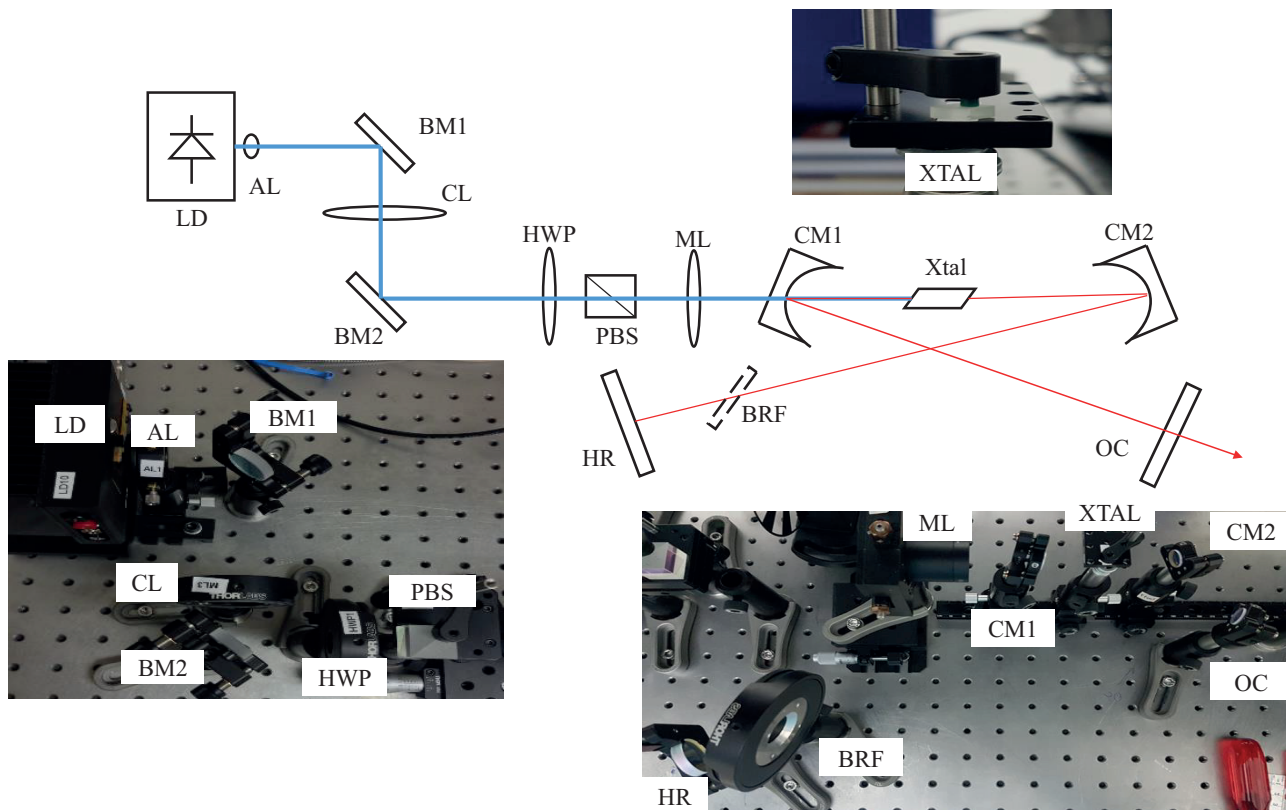 XTAL
BM1
AL
LD
CL
HWP
ML
CM1
CM2
Xtal
BM2
PBS
BRF
HR
OC
LD
AL
BM1
AL1
LD10
CL
ML3
THORLABS
PBS
HWP1
BM2
HWP
ML
XTAL
CM2
CM1
OC
BRF
HR